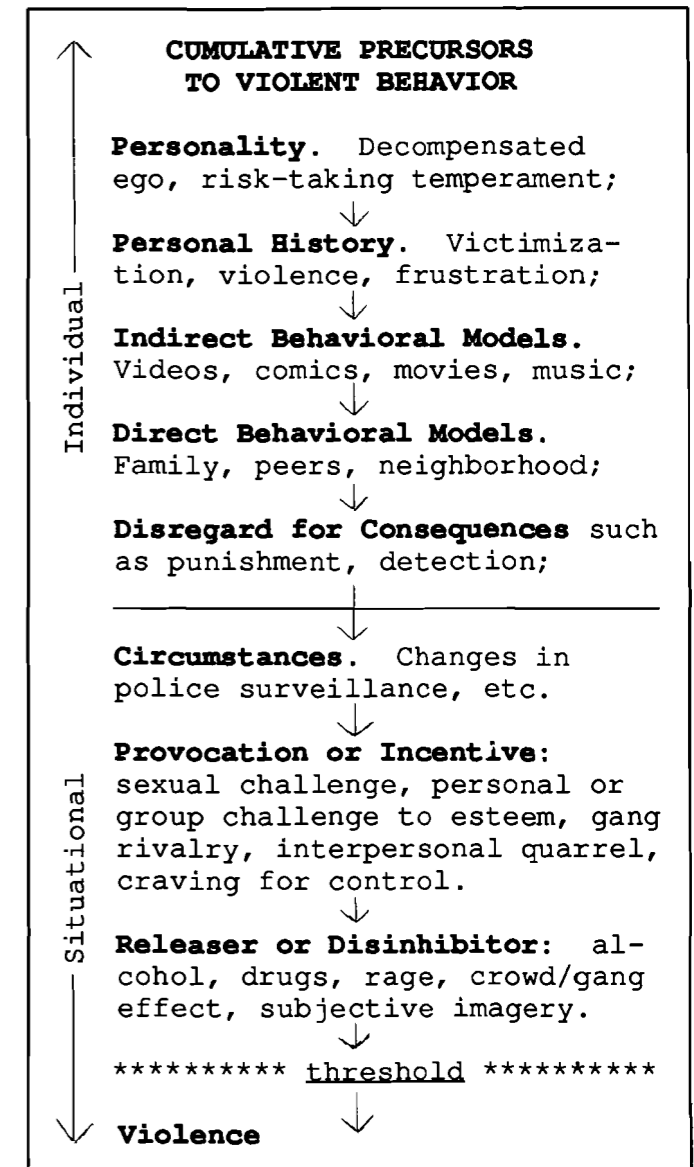 CUMULATIVE PRECURSORS
TO VIOLENT BEHAVIOR
Individual
Personality. Decompensated
ego, risk-taking temperament;
Personal History. Victimiza-
tion, violence, frustration;
Indirect Behavioral Models.
Videos, comics, movies, music;
Direct Behavioral Models.
Family, peers, neighborhood;
Disregard for Consequences such
as punishment, detection;
Situational
Circumstances. Changes in
police surveillance, etc.
Provocation or Incentive:
sexual challenge, personal or
group challenge to esteem, gang
rivalry, interpersonal quarrel,
craving for control.
Releaser or Disinhibitor: al-
cohol, drugs, rage, crowd/gang
effect, subjective imagery.
********** threshold **********
Violence